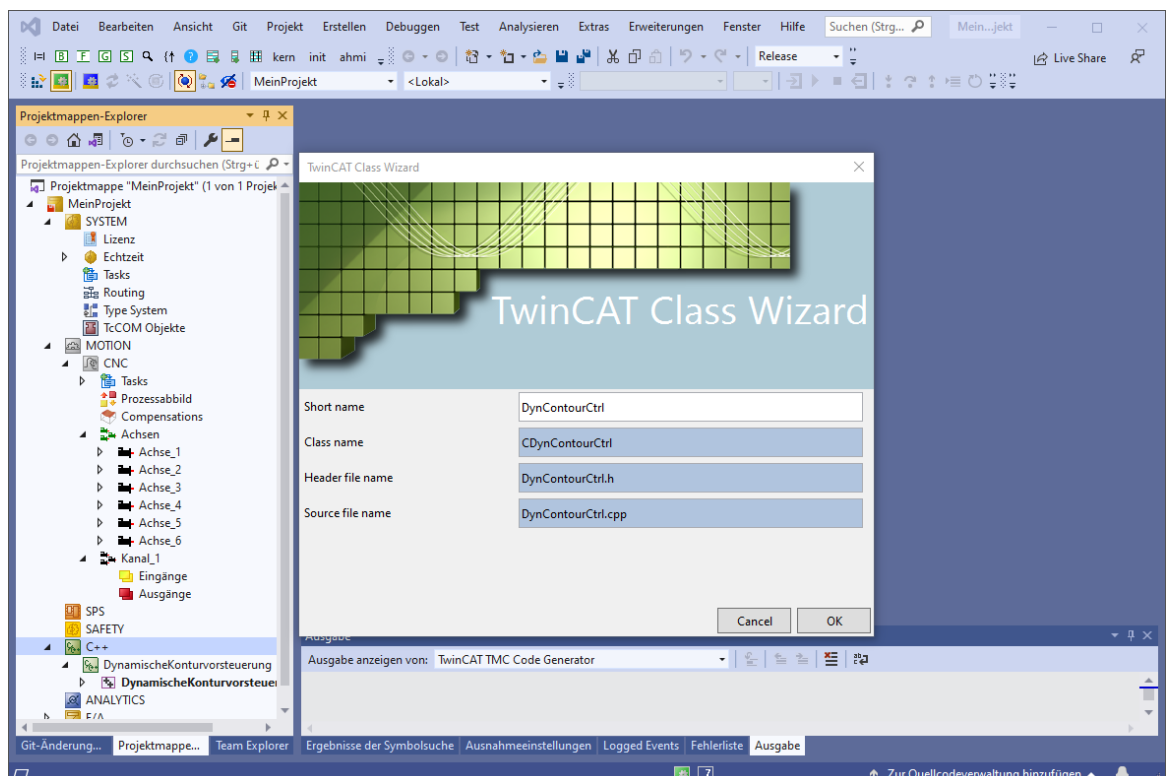 Datei Bearbeiten Ansicht Git Projekt Erstellen Debuggen Test Analysieren Extras Erweiterungen Fenster Hilfe Suchen (Strg... Mein...jekt
kern init ahmi Release Live Share
MeinProjekt <Lokal>
Projektmappen-Explorer
Projektmappen-Explorer durchsuchen (Strg+
Projektmappe "MeinProjekt" (1 von 1 Projek
MeinProjekt
SYSTEM
Lizenz
Echtzeit
Tasks
Routing
Type System
TcCOM Objekte
MOTION
CNC
Tasks
Prozessabbild
Compensations
Achsen
Achse_1
Achse_2
Achse_3
Achse_4
Achse_5
Achse_6
Kanal_1
Eingänge
Ausgänge
SPS
SAFETY
C++
DynamischeKonturvorsteuerung
DynamischeKonturvorsteue
ANALYTICS
E/A
Git-Änderung... Projektmappe... Team Explorer
TwinCAT Class Wizard
TwinCAT Class Wizard
Short name DynContourCtrl
Class name CDynContourCtrl
Header file name DynContourCtrl.h
Source file name DynContourCtrl.cpp
Cancel OK
Ausgabe
Ausgabe anzeigen von: TwinCAT TMC Code Generator
Ergebnisse der Symbolsuche Ausnahmeeinstellungen Logged Events Fehlerliste Ausgabe
7 Zur Quellcodeverwaltung hinzufügen